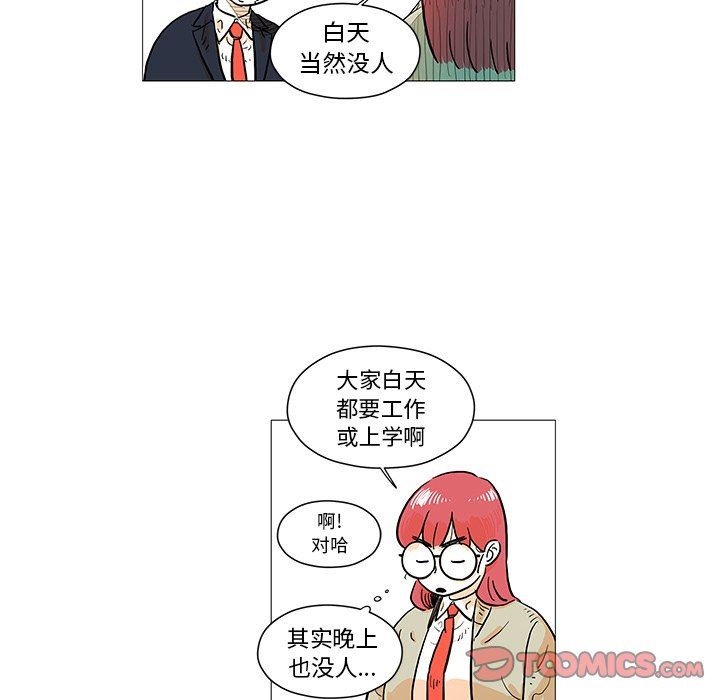 白天
当然没人
大家白天
都要工作
或上学啊
啊!
对哈
其实晚上
也没人...
TOOMICS.COM